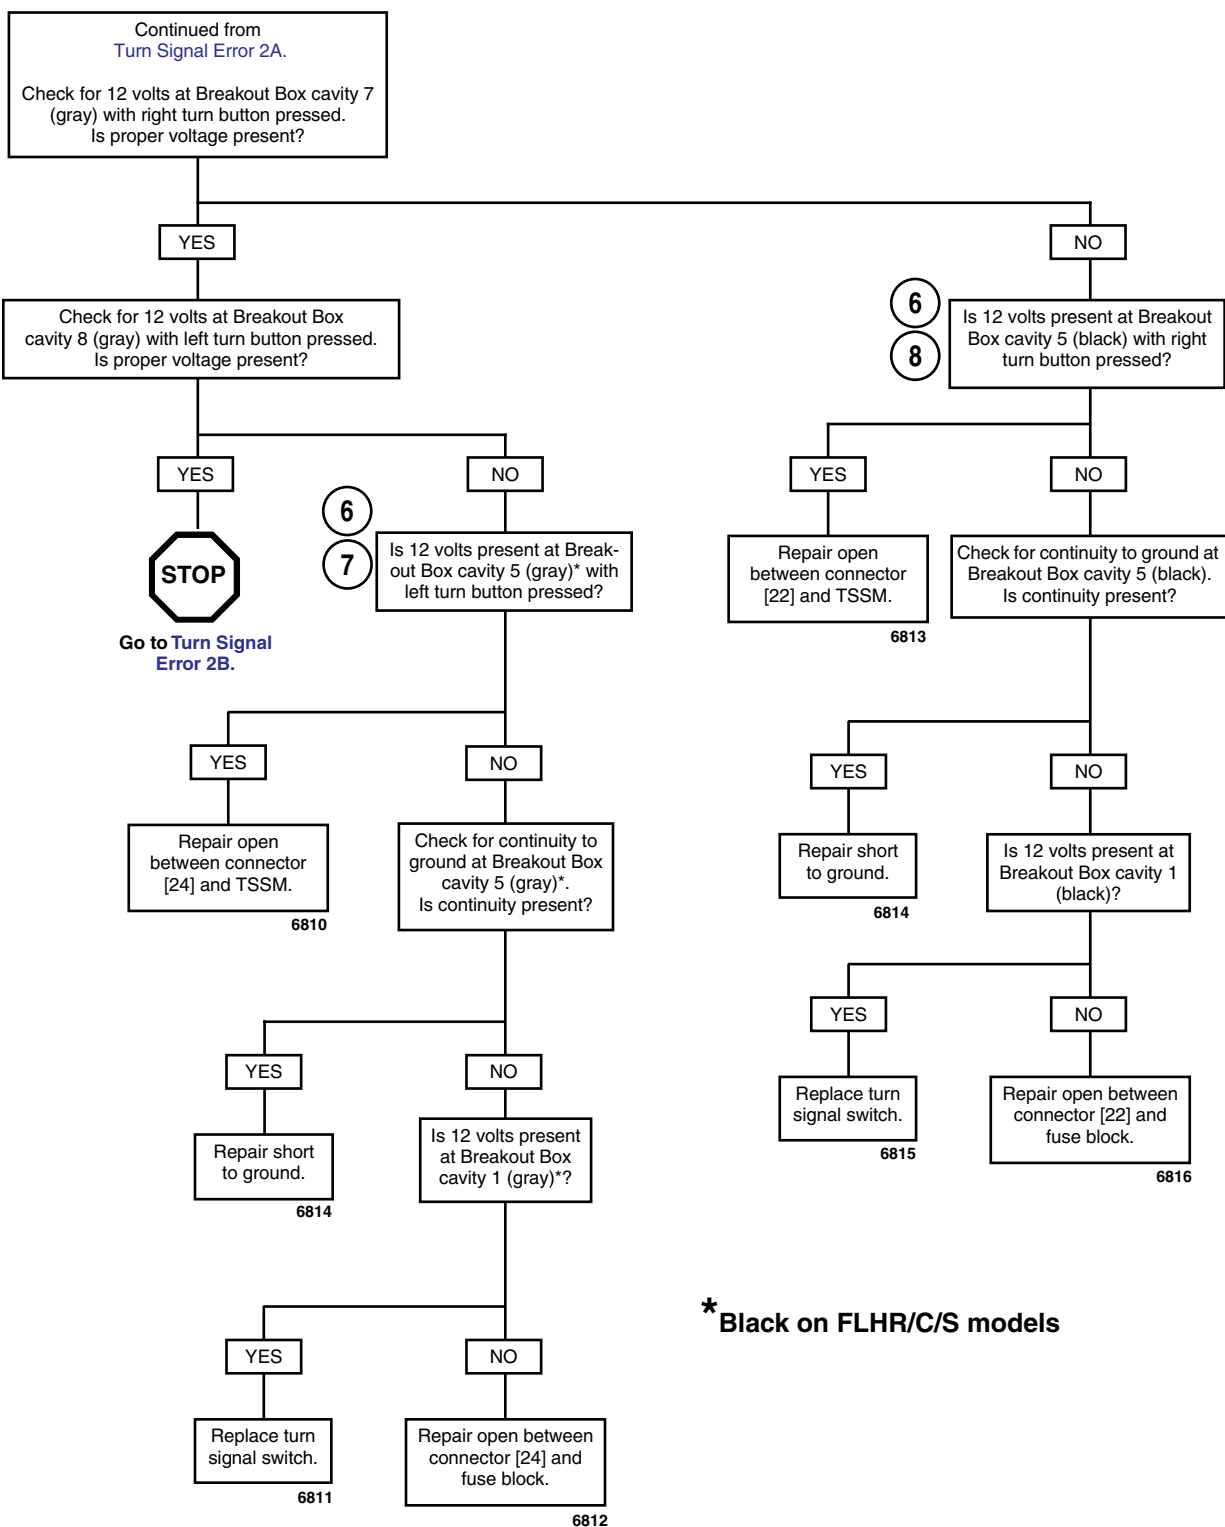 Continued from
Turn Signal Error 2A.
Check for 12 volts at Breakout Box cavity 7
(gray) with right turn button pressed.
Is proper voltage present?
YES
NO
Check for 12 volts at Breakout Box
cavity 8 (gray) with left turn button pressed.
Is proper voltage present?
6
8
Is 12 volts present at Breakout
Box cavity 5 (black) with right
turn button pressed?
YES
NO
YES
NO
STOP
Go to Turn Signal
Error 2B.
6
7
Is 12 volts present at Break-
out Box cavity 5 (gray)* with
left turn button pressed?
Repair open
between connector
[22] and TSSM.
6813
Check for continuity to ground at
Breakout Box cavity 5 (black).
Is continuity present?
YES
NO
YES
NO
Repair open
between connector
[24] and TSSM.
6810
Check for continuity to
ground at Breakout Box
cavity 5 (gray)*.
Is continuity present?
Repair short
to ground.
6814
Is 12 volts present at
Breakout Box cavity 1
(black)?
YES
NO
YES
NO
Repair short
to ground.
6814
Is 12 volts present
at Breakout Box
cavity 1 (gray)*?
Replace turn
signal switch.
6815
Repair open between
connector [22] and
fuse block.
6816
YES
NO
Replace turn
signal switch.
6811
Repair open between
connector [24] and
fuse block.
6812
*Black on FLHR/C/S models